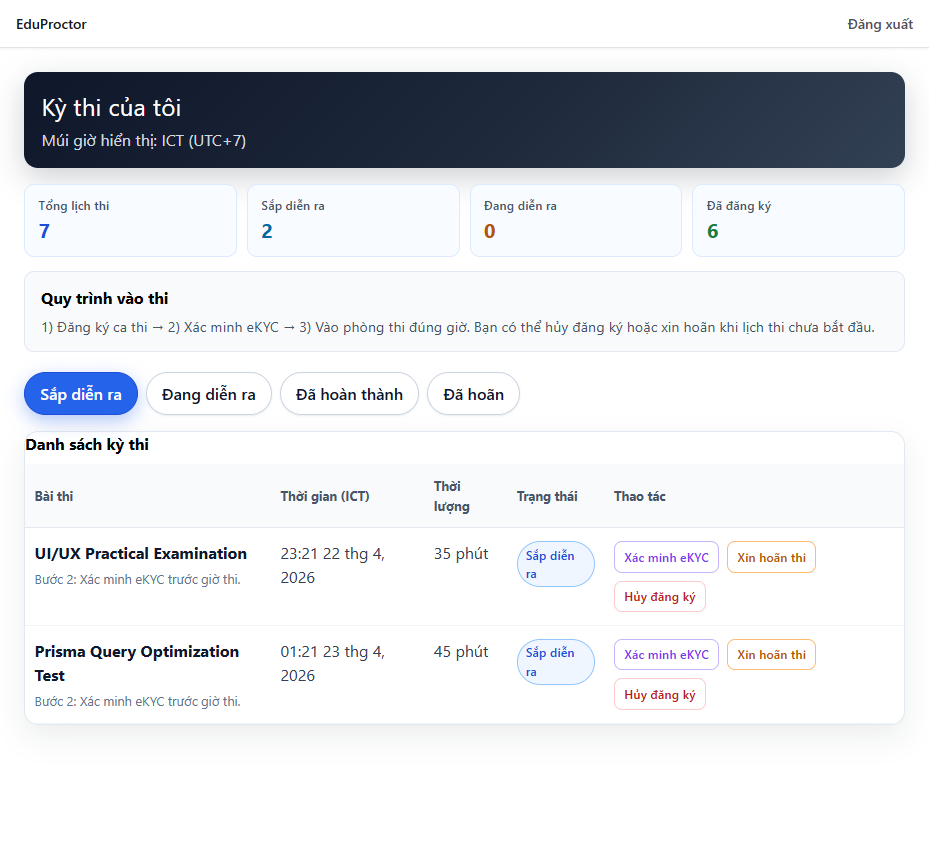 EduProctor
Đăng xuất
Kỳ thi của tôi
Múi giờ hiển thị: ICT (UTC+7)
Tổng lịch thi
7
Sắp diễn ra
2
Đang diễn ra
0
Đã đăng ký
6
Quy trình vào thi
1) Đăng ký ca thi → 2) Xác minh eKYC → 3) Vào phòng thi đúng giờ. Bạn có thể hủy đăng ký hoặc xin hoãn khi lịch thi chưa bắt đầu.
Sắp diễn ra
Đang diễn ra
Đã hoàn thành
Đã hoãn
Danh sách kỳ thi
Bài thi
Thời gian (ICT)
Thời
lượng
Trạng thái
Thao tác
UI/UX Practical Examination
Bước 2: Xác minh eKYC trước giờ thi.
23:21 22 thg 4,
2026
35 phút
Sắp diễn
ra
Xác minh eKYC
Xin hoãn thi
Hủy đăng ký
Prisma Query Optimization
Test
Bước 2: Xác minh eKYC trước giờ thi.
01:21 23 thg 4,
2026
45 phút
Sắp diễn
ra
Xác minh eKYC
Xin hoãn thi
Hủy đăng ký